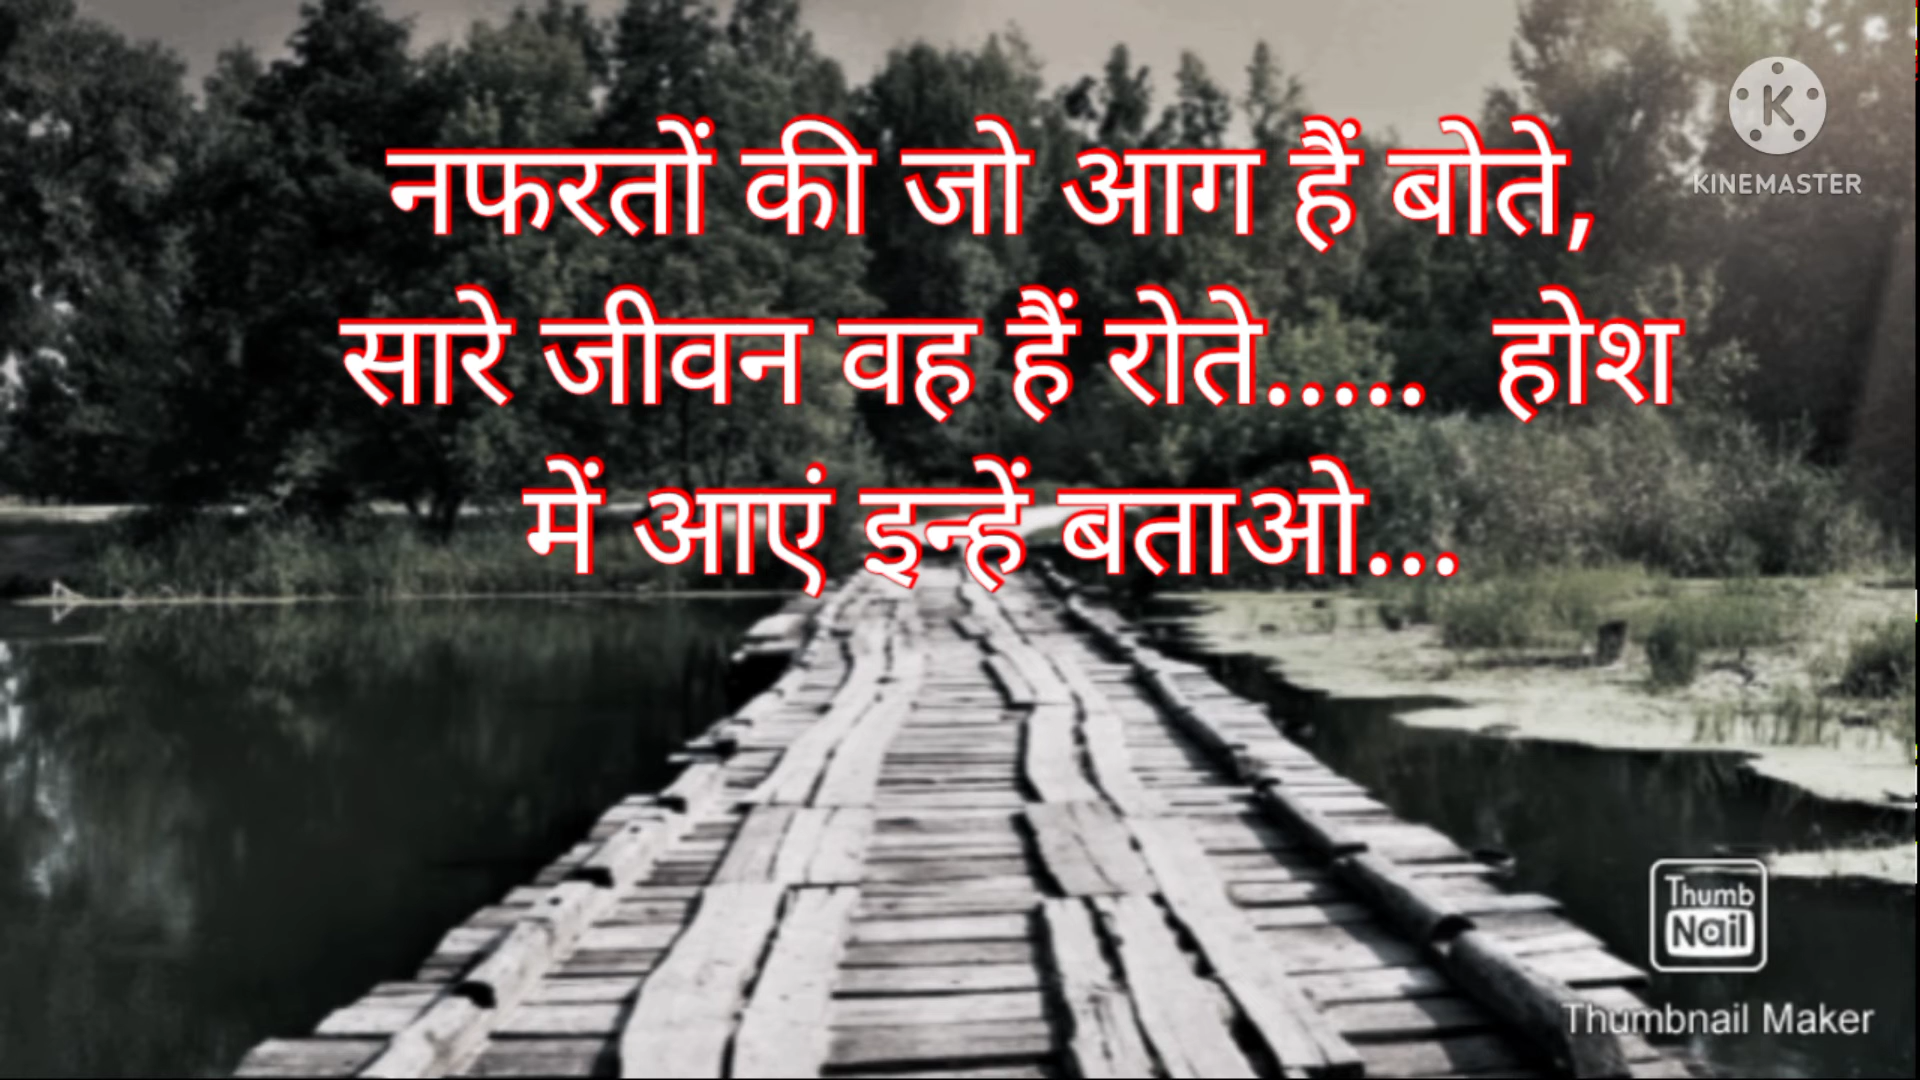 नफरतों की जो आग हैं बोते,
सारे जीवन वह हैं रोते..... होश
में आएं इन्हें बताओ...
K
KINEMASTER
Thumb
Nail
Thumbnail Maker